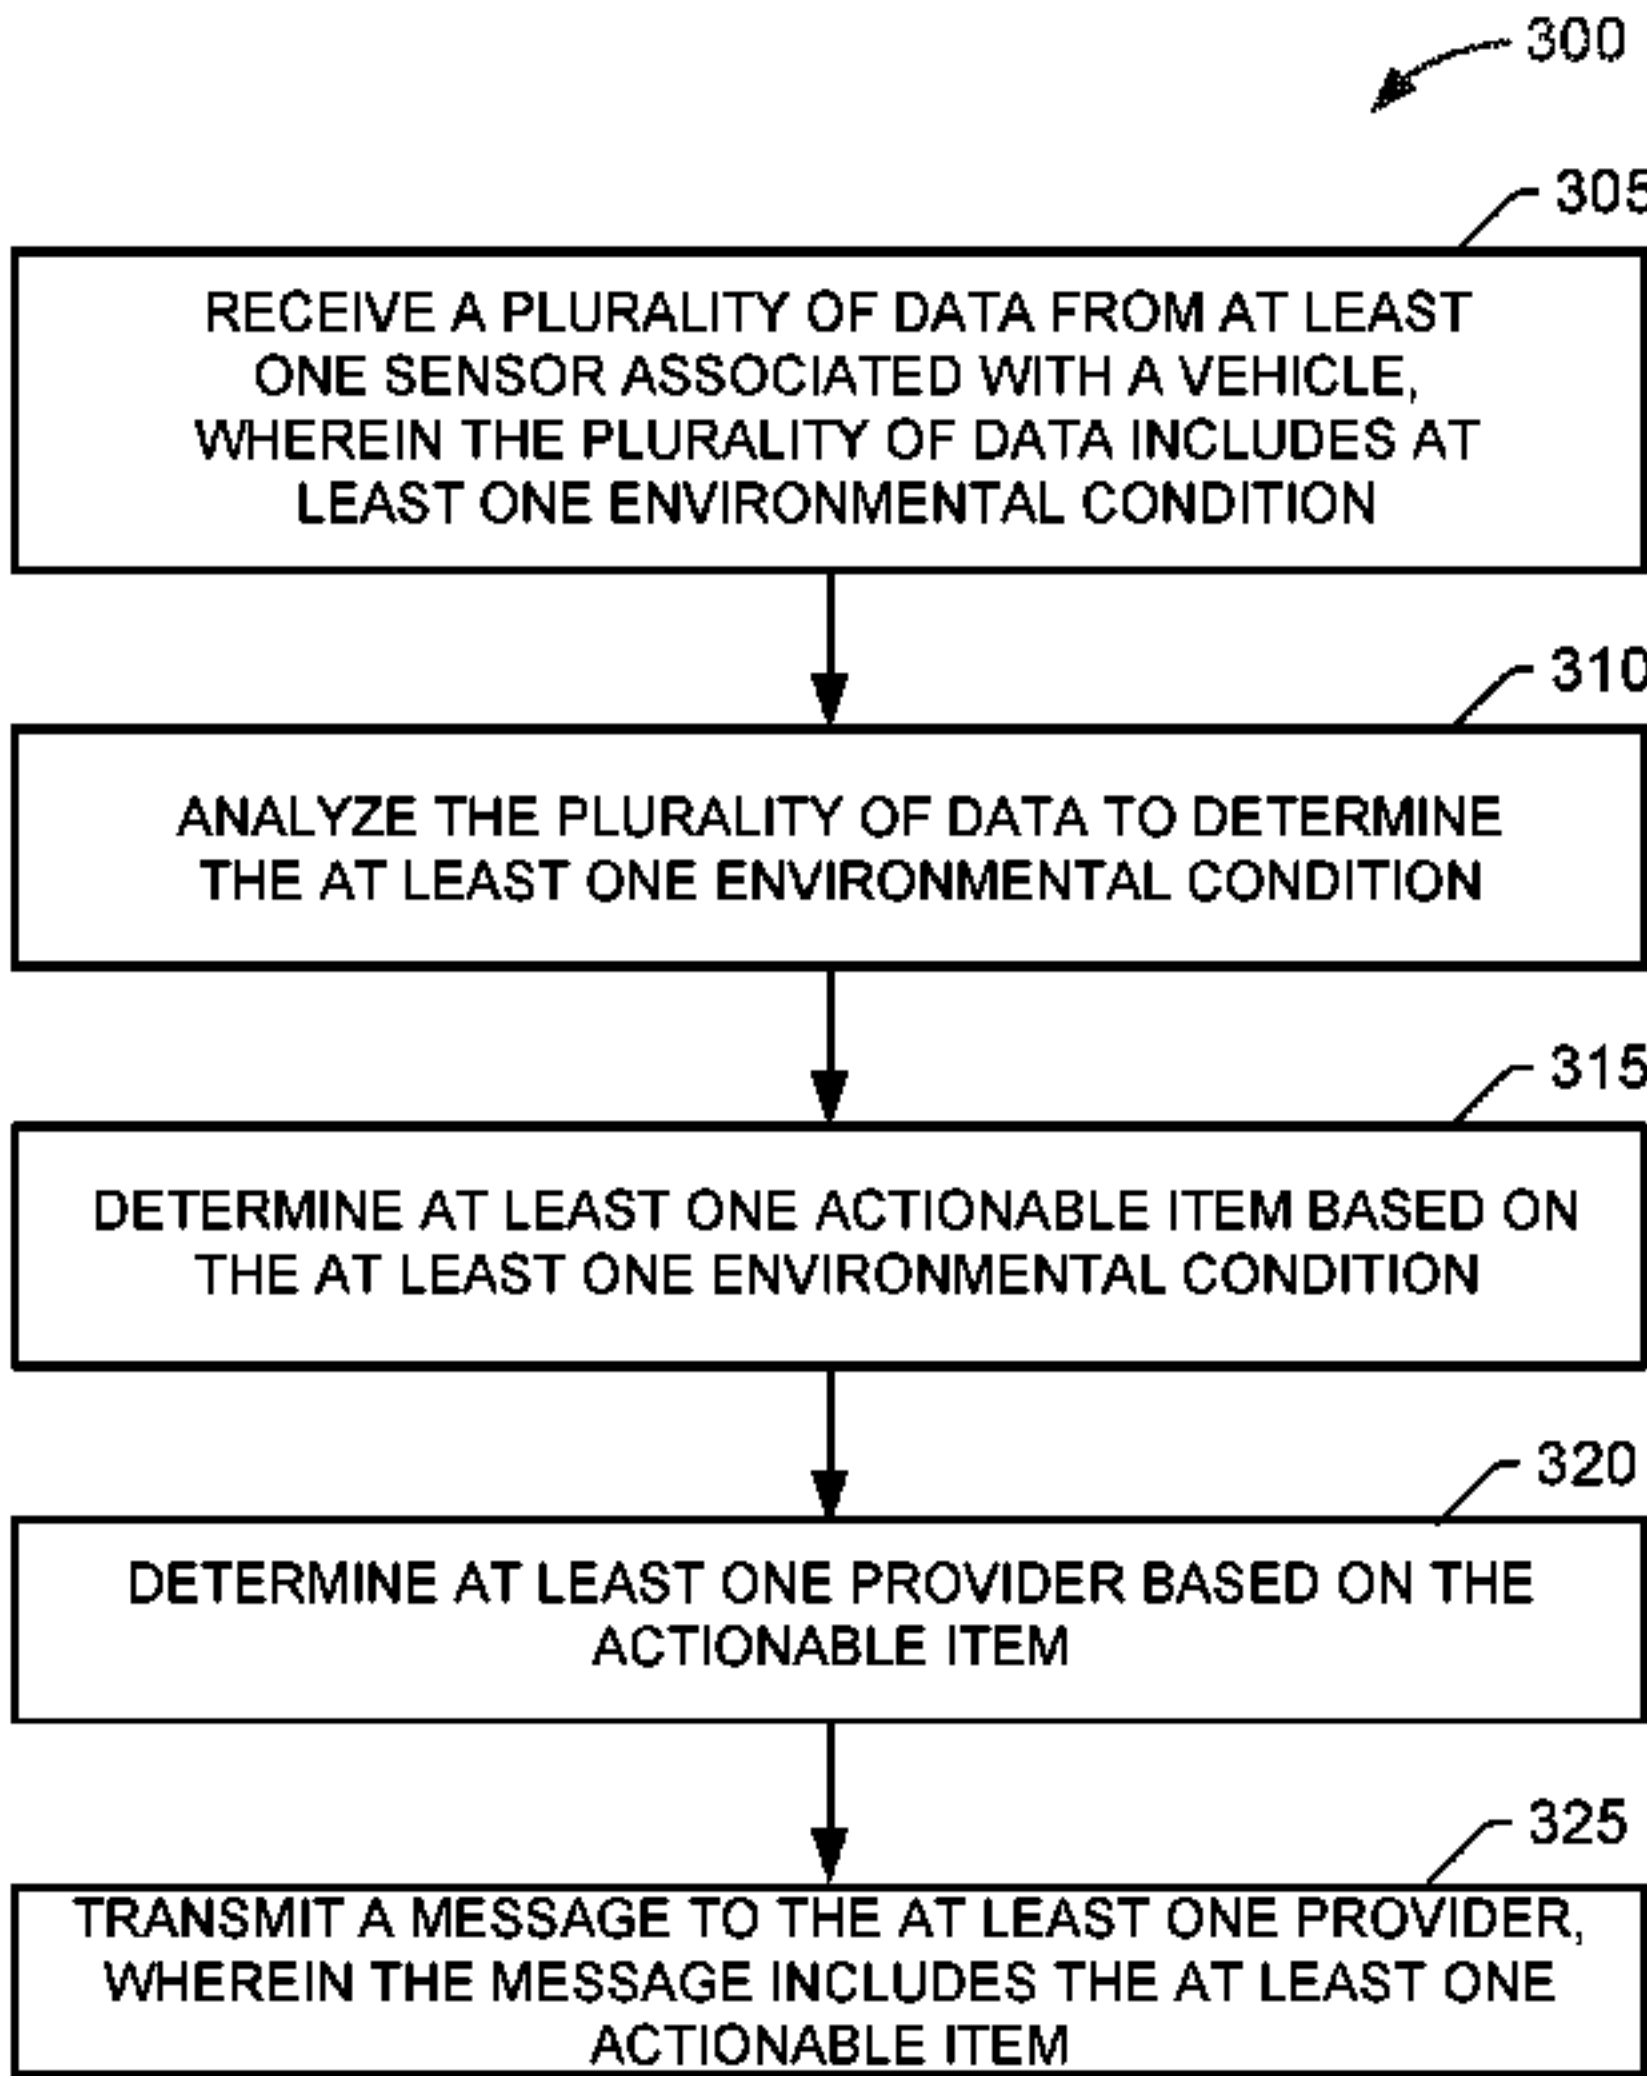 300
305
RECEIVE A PLURALITY OF DATA FROM AT LEAST
ONE SENSOR ASSOCIATED WITH A VEHICLE,
WHEREIN THE PLURALITY OF DATA INCLUDES AT
LEAST ONE ENVIRONMENTAL CONDITION
310
ANALYZE THE PLURALITY OF DATA TO DETERMINE
THE AT LEAST ONE ENVIRONMENTAL CONDITION
315
DETERMINE AT LEAST ONE ACTIONABLE ITEM BASED ON
THE AT LEAST ONE ENVIRONMENTAL CONDITION
320
DETERMINE AT LEAST ONE PROVIDER BASED ON THE
ACTIONABLE ITEM
325
TRANSMIT A MESSAGE TO THE AT LEAST ONE PROVIDER,
WHEREIN THE MESSAGE INCLUDES THE AT LEAST ONE
ACTIONABLE ITEM